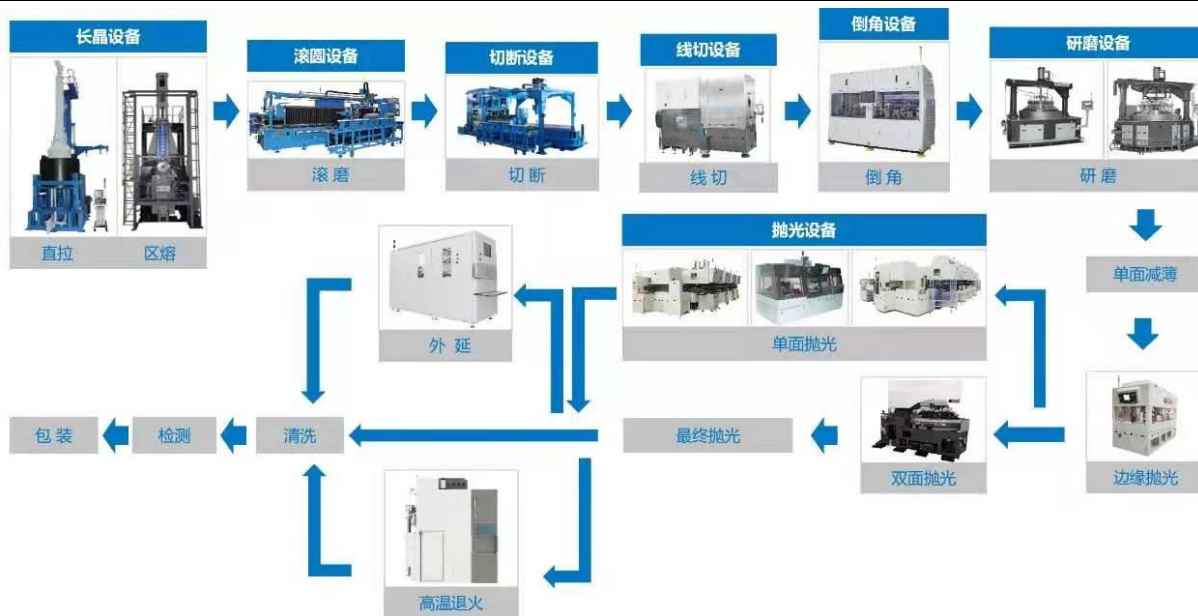 长晶设备
滚圆设备
切断设备
线切设备
倒角设备
研磨设备
直拉
区熔
滚磨
切断
线切
倒角
研磨
单面减薄
抛光设备
单面抛光
外延
包装
检测
清洗
最终抛光
双面抛光
边缘抛光
高温退火